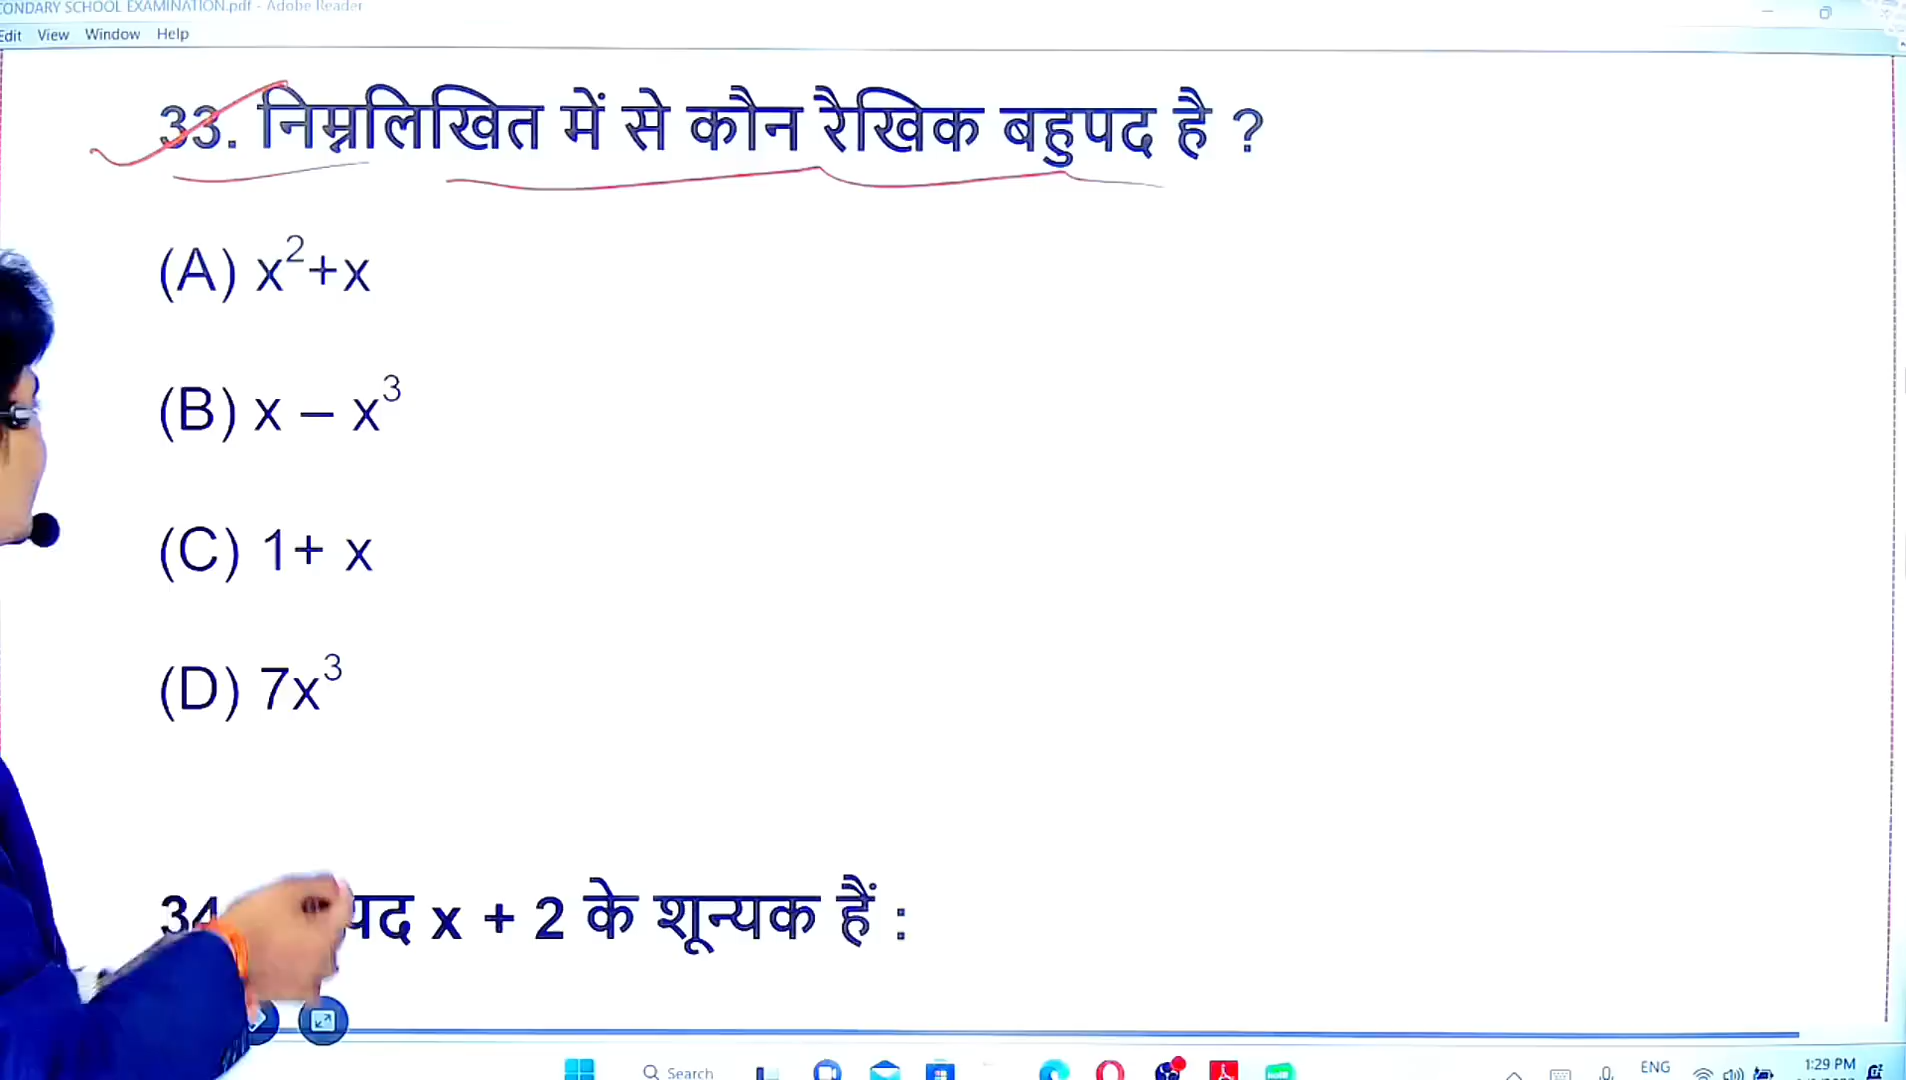 CONDARY SCHOOL EXAMINATION.pdf - Adobe Reader
Edit View Window Help
33. निम्नलिखित में से कौन रैखिक बहुपद है ?
(A) x²+x
(B) x – x³
(C) 1+ x
(D) 7x³
34 पद x + 2 के शून्यक हैं :
Search
ENG
1:29 PM